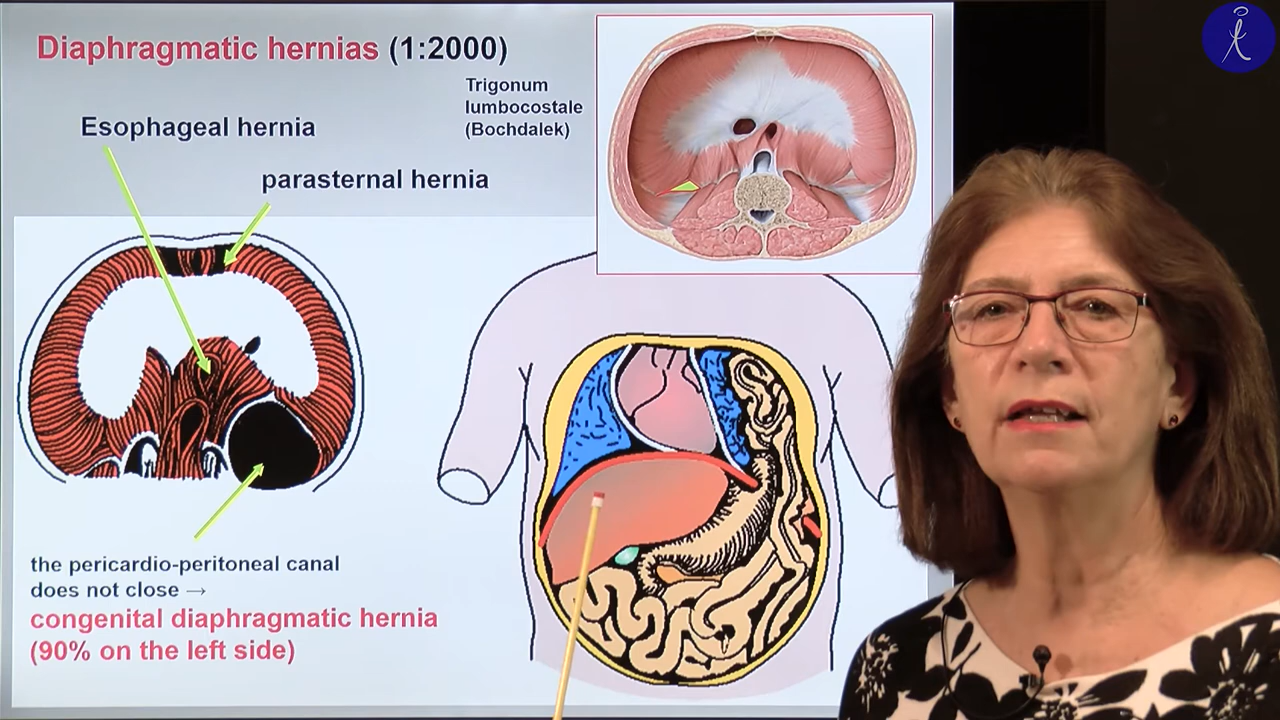 Diaphragmatic hernias (1:2000)
Trigonum
lumbocostale
(Bochdalek)
Esophageal hernia
parasternal hernia
the pericardio-peritoneal canal
does not close →
congenital diaphragmatic hernia
(90% on the left side)